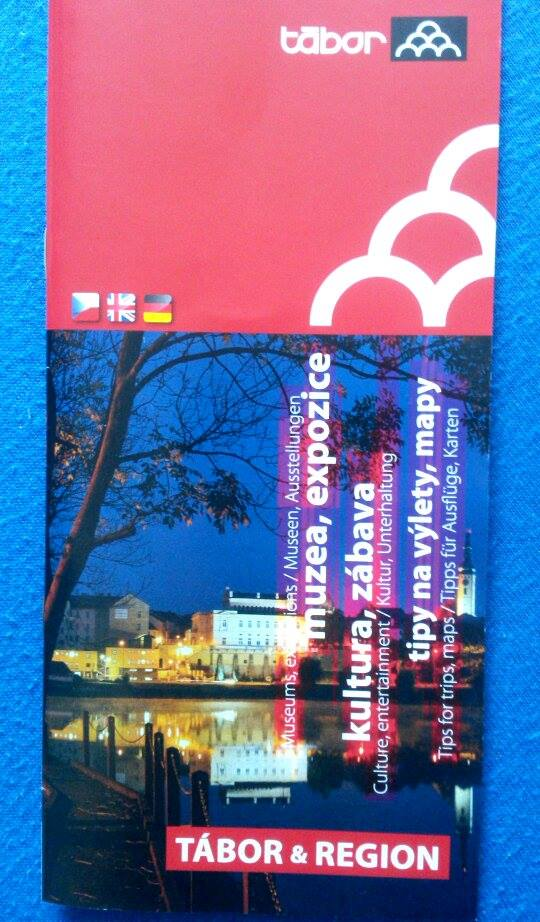 tábor
muzea, expozice
Museums, expositions / Museen, Ausstellungen
kultura, zábava
Culture, entertainment / Kultur, Unterhaltung
tipy na výlety, mapy
Tips for trips, maps / Tipps für Ausflüge, Karten
TÁBOR & REGION